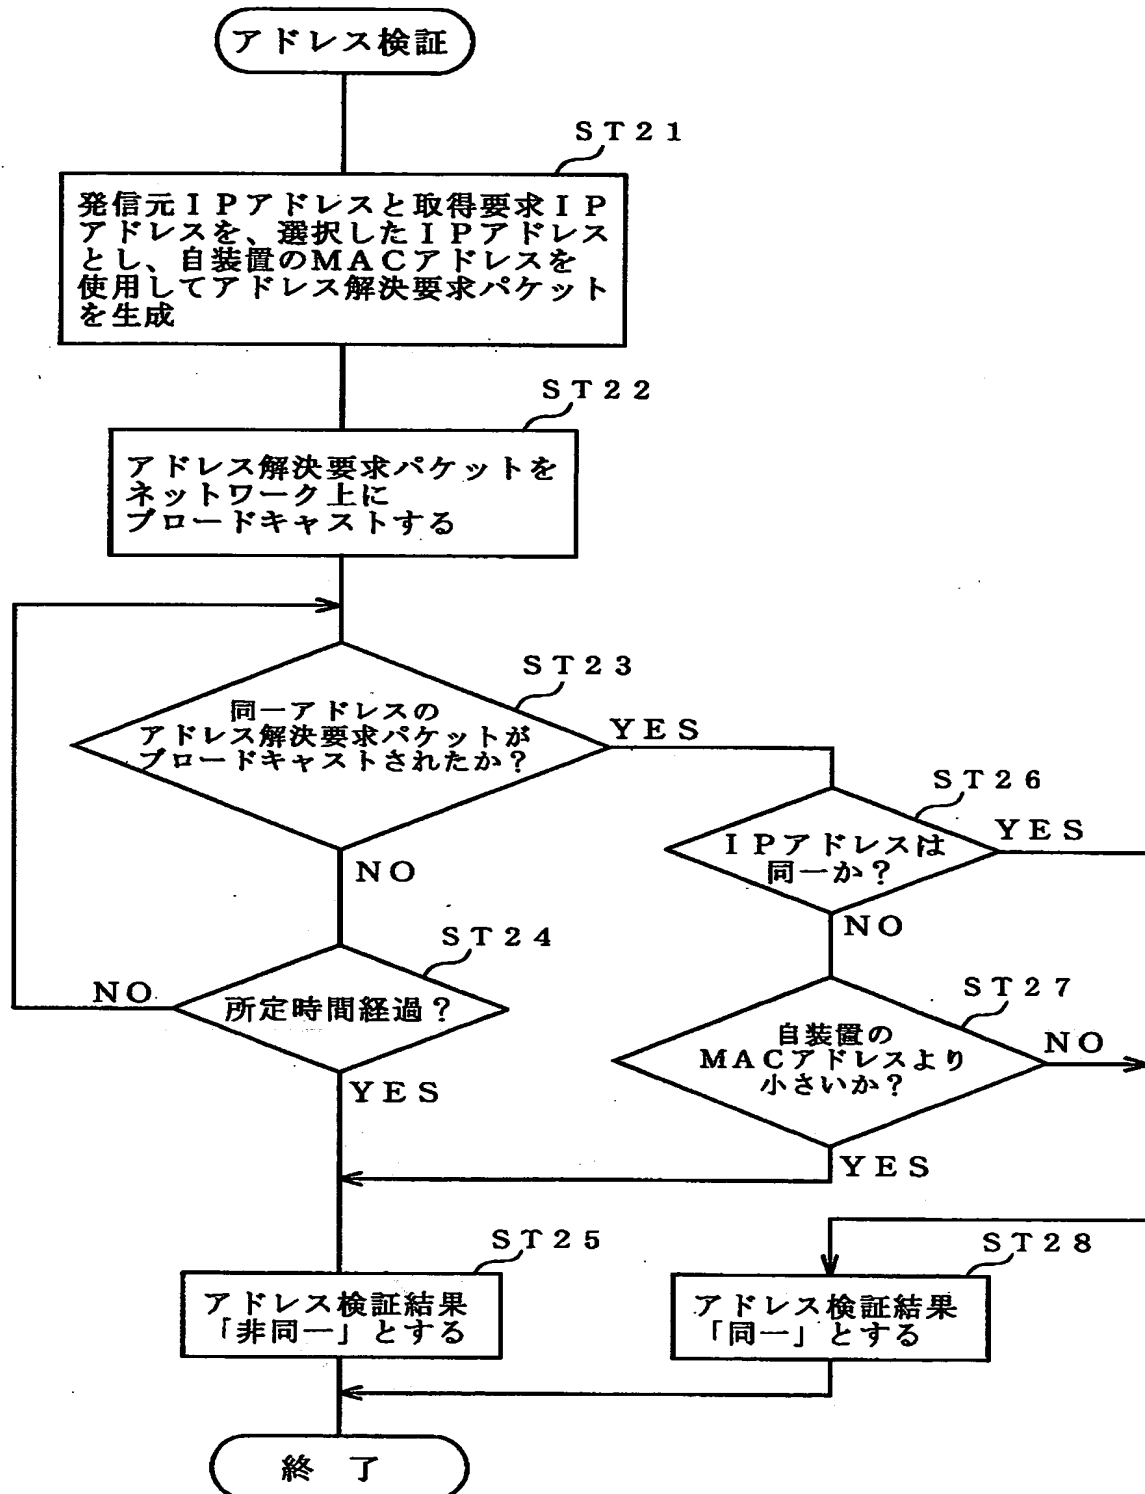 アドレス検証
ST21
発信元IPアドレスと取得要求IP
アドレスを、選択したIPアドレス
とし、自装置のMACアドレスを
使用してアドレス解決要求パケット
を生成
ST22
アドレス解決要求パケットを
ネットワーク上に
ブロードキャストする
ST23
同一アドレスの
アドレス解決要求パケットが
ブロードキャストされたか？
YES
NO
ST26
IPアドレスは
同一か？
YES
NO
ST24
所定時間経過？
NO
YES
ST27
自装置の
MACアドレスより
小さいか？
NO
YES
ST25
アドレス検証結果
「非同一」とする
ST28
アドレス検証結果
「同一」とする
終 了